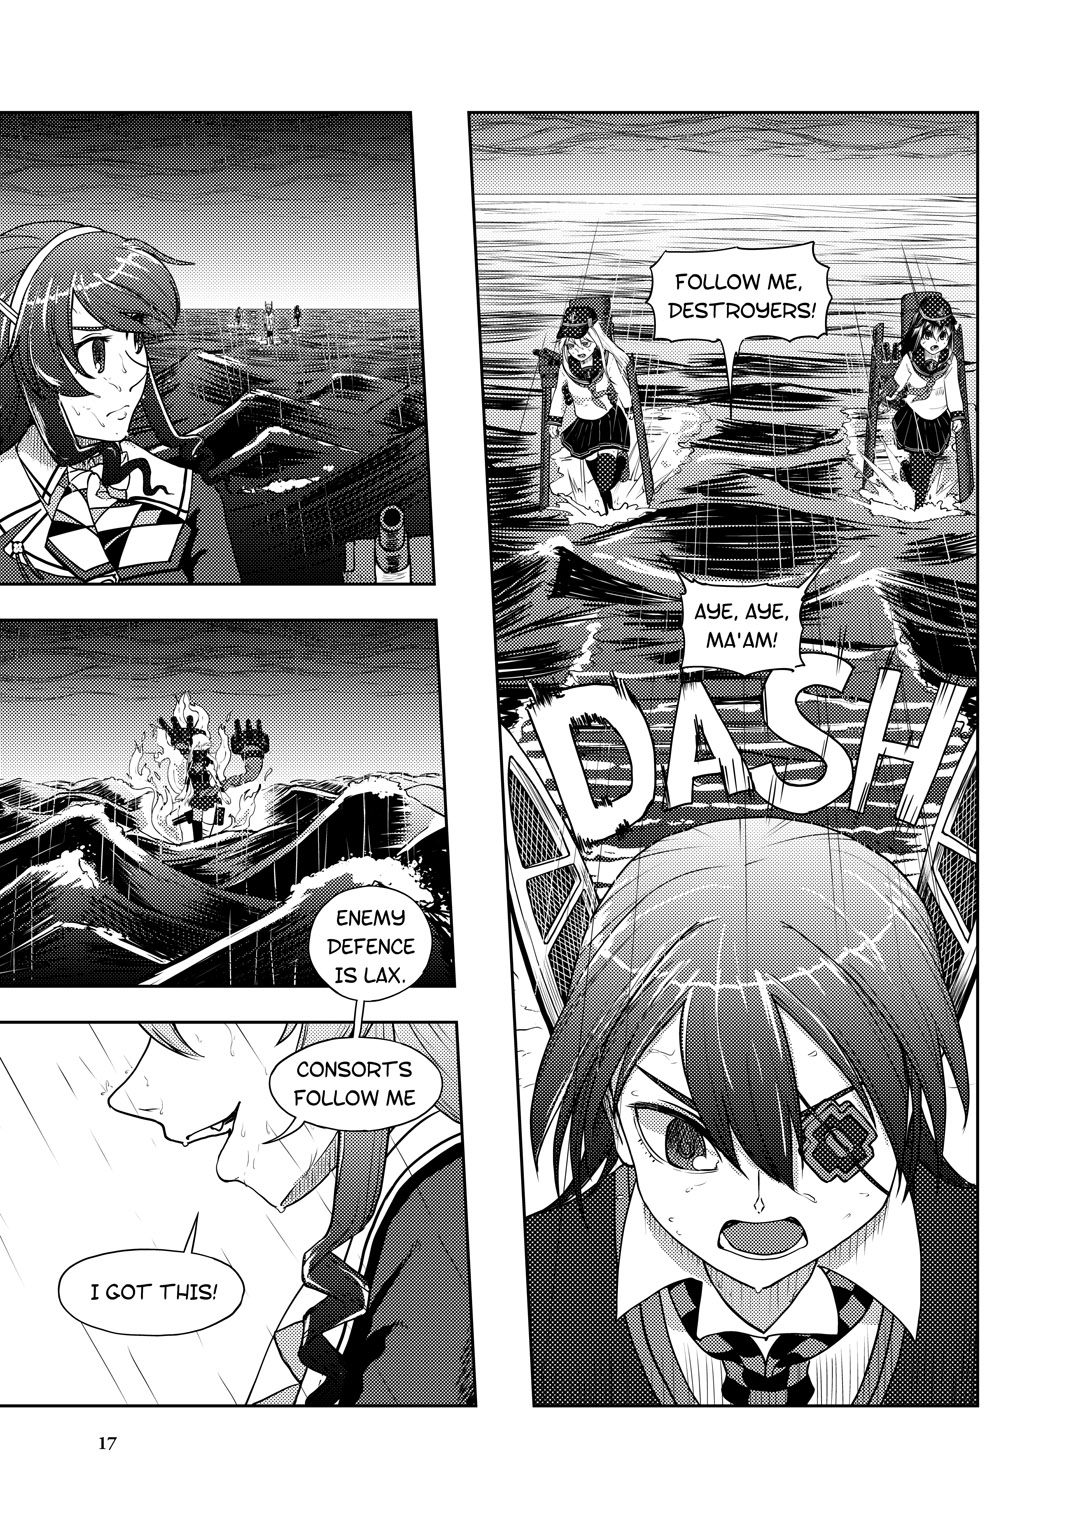 FOLLOW ME,
DESTROYERS!
AYE, AYE,
MA'AM!
DASH
ENEMY
DEFENCE
IS LAX.
CONSORTS
FOLLOW ME
I GOT THIS!
17